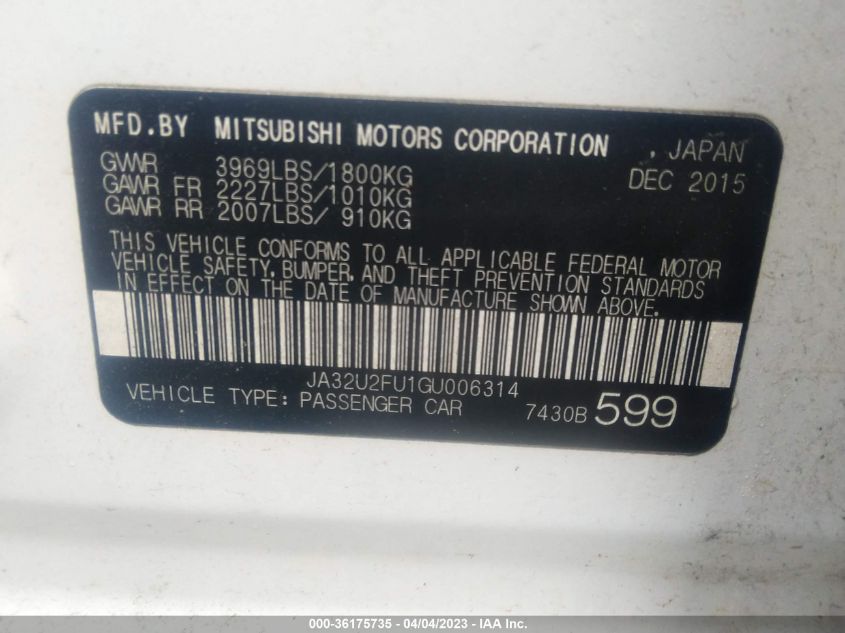 MFD.BY MITSUBISHI MOTORS CORPORATION , JAPAN
GVWR 3969LBS/1800KG DEC 2015
GAWR FR 2227LBS/1010KG
GAWR RR 2007LBS/ 910KG
THIS VEHICLE CONFORMS TO ALL APPLICABLE FEDERAL MOTOR
VEHICLE SAFETY, BUMPER, AND THEFT PREVENTION STANDARDS
IN EFFECT ON THE DATE OF MANUFACTURE SHOWN ABOVE.
JA32U2FU1GU006314
VEHICLE TYPE: PASSENGER CAR 7430B 599
000-36175735 - 04/04/2023 - IAAI.COM